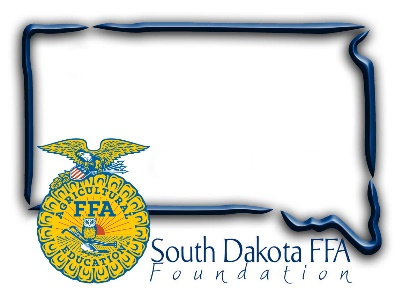 AGRICULTURAL
FFA
EDUCATION
South Dakota FFA
Foundation